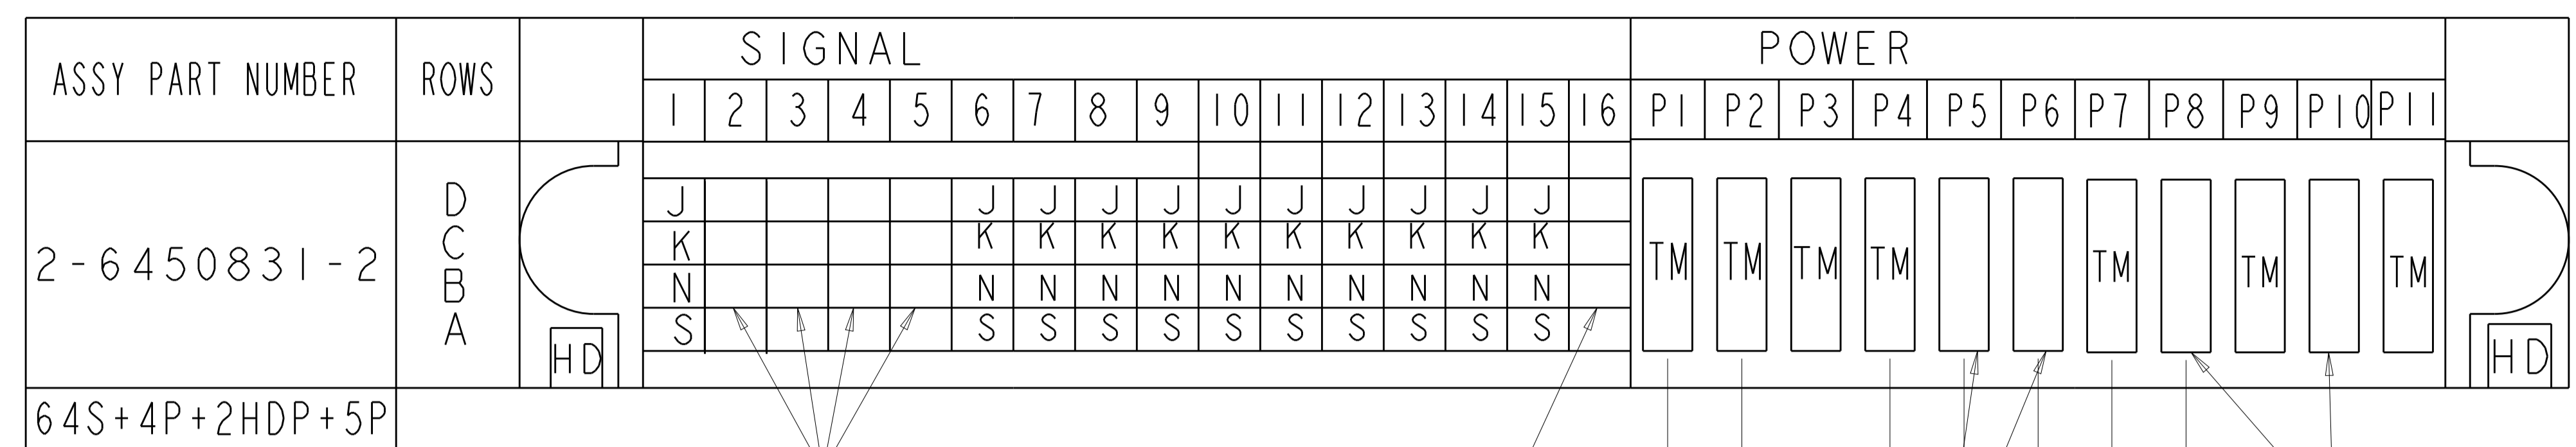 ASSY PART NUMBER ROWS SIGNAL POWER
1 2 3 4 5 6 7 8 9 10 11 12 13 14 15 16 P1 P2 P3 P4 P5 P6 P7 P8 P9 P10 P11
D J J J J J J J J J J J
C K K K K K K K K K K K
2-6450831-2 TM TM TM TM TM TM TM
B N N N N N N N N N N N
A S S S S S S S S S S S
HD HD
64S+4P+2HDP+5P